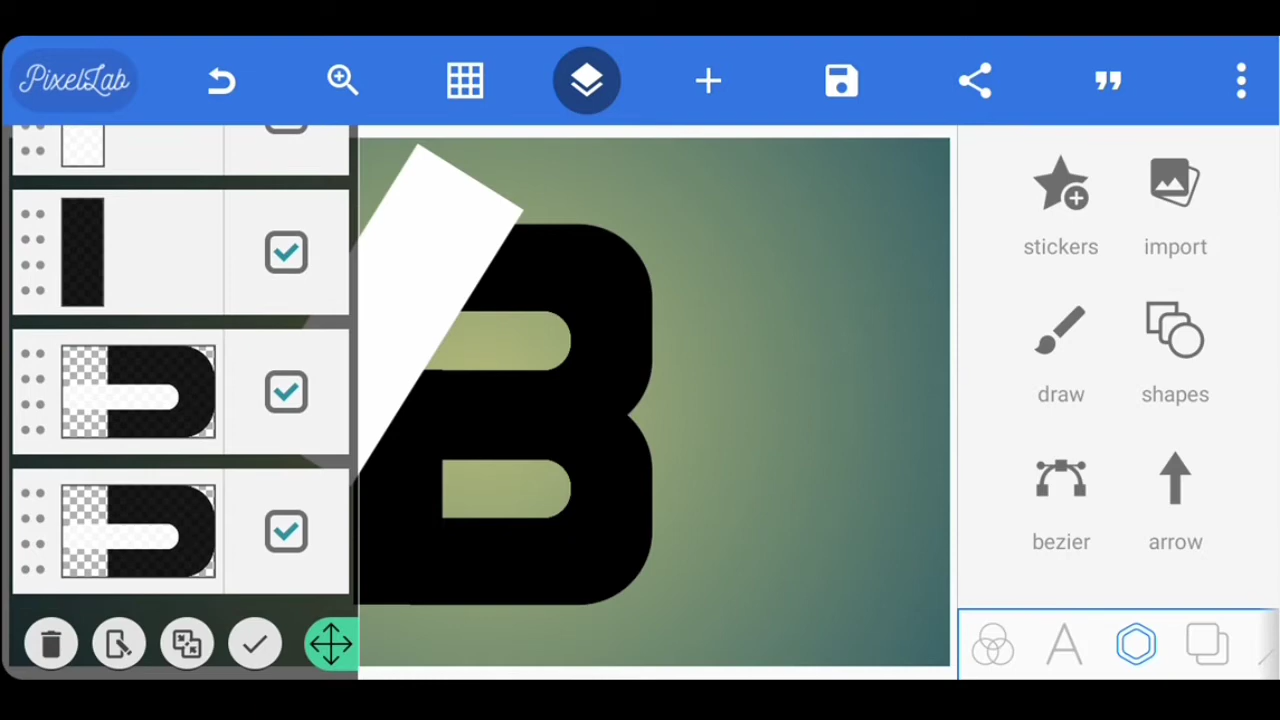 PixelLab
stickers
import
draw
shapes
bezier
arrow
B